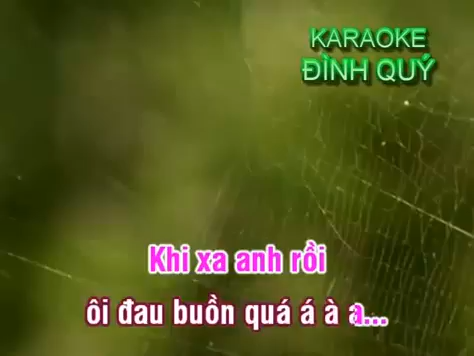 KARAOKE
ĐÌNH QUÝ
Khi xa anh rồi
ôi đau buồn quá á à a...